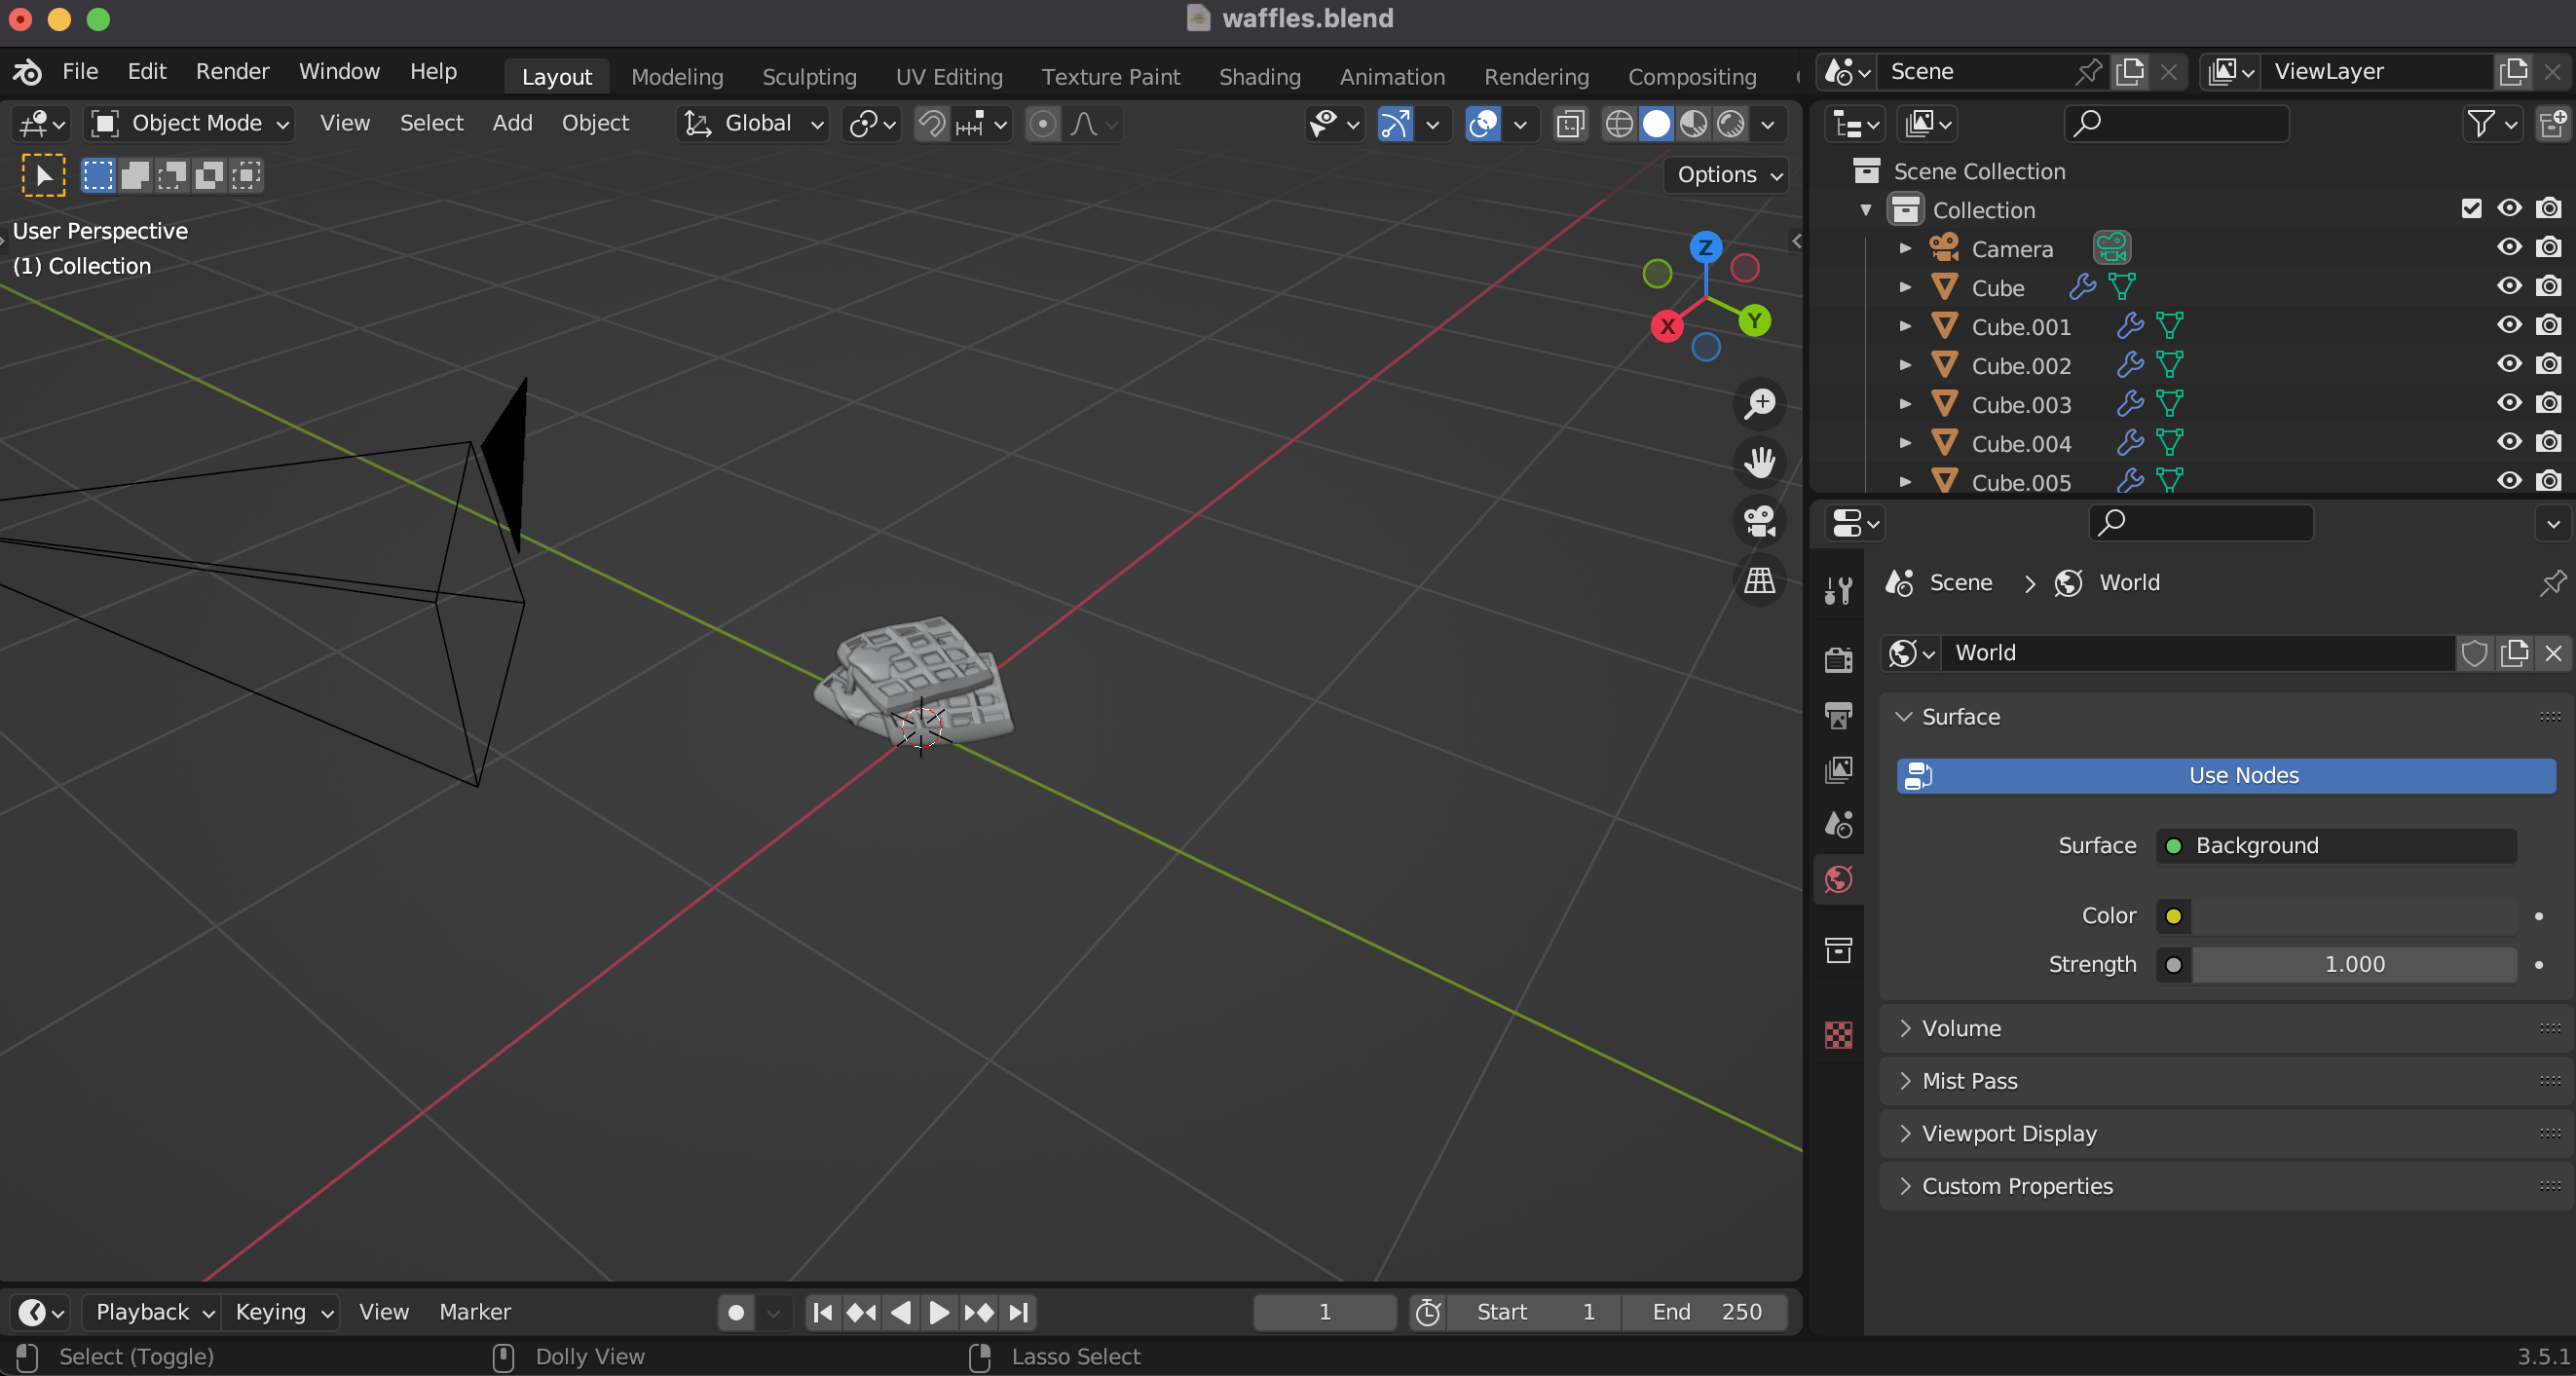 waffles.blend
File Edit Render Window Help Layout Modeling Sculpting UV Editing Texture Paint Shading Animation Rendering Compositing
Scene ViewLayer
Object Mode View Select Add Object Global
Options
User Perspective
(1) Collection
Z
Y
X
Scene Collection
Collection
Camera
Cube
Cube.001
Cube.002
Cube.003
Cube.004
Cube.005
Scene World
World
Surface
Use Nodes
Surface Background
Color
Strength 1.000
Volume
Mist Pass
Viewport Display
Custom Properties
Playback Keying View Marker 1 Start 1 End 250
Select (Toggle) Dolly View Lasso Select 3.5.1